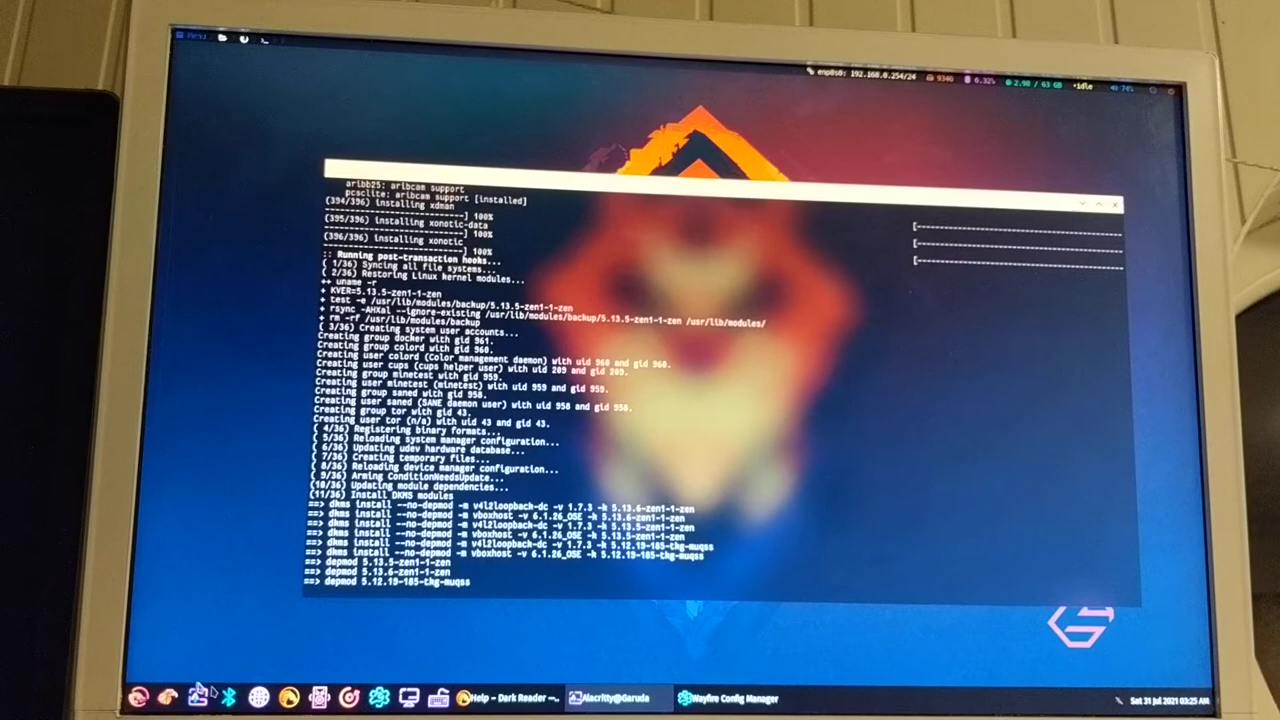 Menu
enp8s0: 192.168.0.254/24 9346 6.32% 2.98 / 63 GB idle 74%
aribb25: aribcam support
pcsclite: aribcam support [installed]
(394/396) installing xdman
----------------------------] 100%
(395/396) installing xonotic-data
----------------------------] 100%
(396/396) installing xonotic
----------------------------] 100%
:: Running post-transaction hooks...
( 1/36) Syncing all file systems...
( 2/36) Restoring Linux kernel modules...
++ uname -r
+ KVER=5.13.5-zen1-1-zen
+ test -e /usr/lib/modules/backup/5.13.5-zen1-1-zen
+ rsync -AHXal --ignore-existing /usr/lib/modules/backup/5.13.5-zen1-1-zen /usr/lib/modules/
+ rm -rf /usr/lib/modules/backup
( 3/36) Creating system user accounts...
Creating group docker with gid 961.
Creating group colord with gid 960.
Creating user colord (Color management daemon) with uid 960 and gid 960.
Creating user cups (cups helper user) with uid 209 and gid 209.
Creating group minetest with gid 959.
Creating user minetest (minetest) with uid 959 and gid 959.
Creating group saned with gid 958.
Creating user saned (SANE daemon user) with uid 958 and gid 958.
Creating group tor with gid 43.
Creating user tor (n/a) with uid 43 and gid 43.
( 4/36) Registering binary formats...
( 5/36) Reloading system manager configuration...
( 6/36) Updating udev hardware database...
( 7/36) Creating temporary files...
( 8/36) Reloading device manager configuration...
( 9/36) Arming ConditionNeedsUpdate...
(10/36) Updating module dependencies...
(11/36) Install DKMS modules
==> dkms install --no-depmod -m v4l2loopback-dc -v 1.7.3 -k 5.13.6-zen1-1-zen
==> dkms install --no-depmod -m vboxhost -v 6.1.26_OSE -k 5.13.6-zen1-1-zen
==> dkms install --no-depmod -m v4l2loopback-dc -v 1.7.3 -k 5.13.5-zen1-1-zen
==> dkms install --no-depmod -m vboxhost -v 6.1.26_OSE -k 5.13.5-zen1-1-zen
==> dkms install --no-depmod -m v4l2loopback-dc -v 1.7.3 -k 5.12.19-185-tkg-muqss
==> dkms install --no-depmod -m vboxhost -v 6.1.26_OSE -k 5.12.19-185-tkg-muqss
==> depmod 5.13.5-zen1-1-zen
==> depmod 5.13.6-zen1-1-zen
==> depmod 5.12.19-185-tkg-muqss
Help – Dark Reader —... Alacritty@Garuda Wayfire Config Manager Sat 31 Jul 2021 03:25 AM